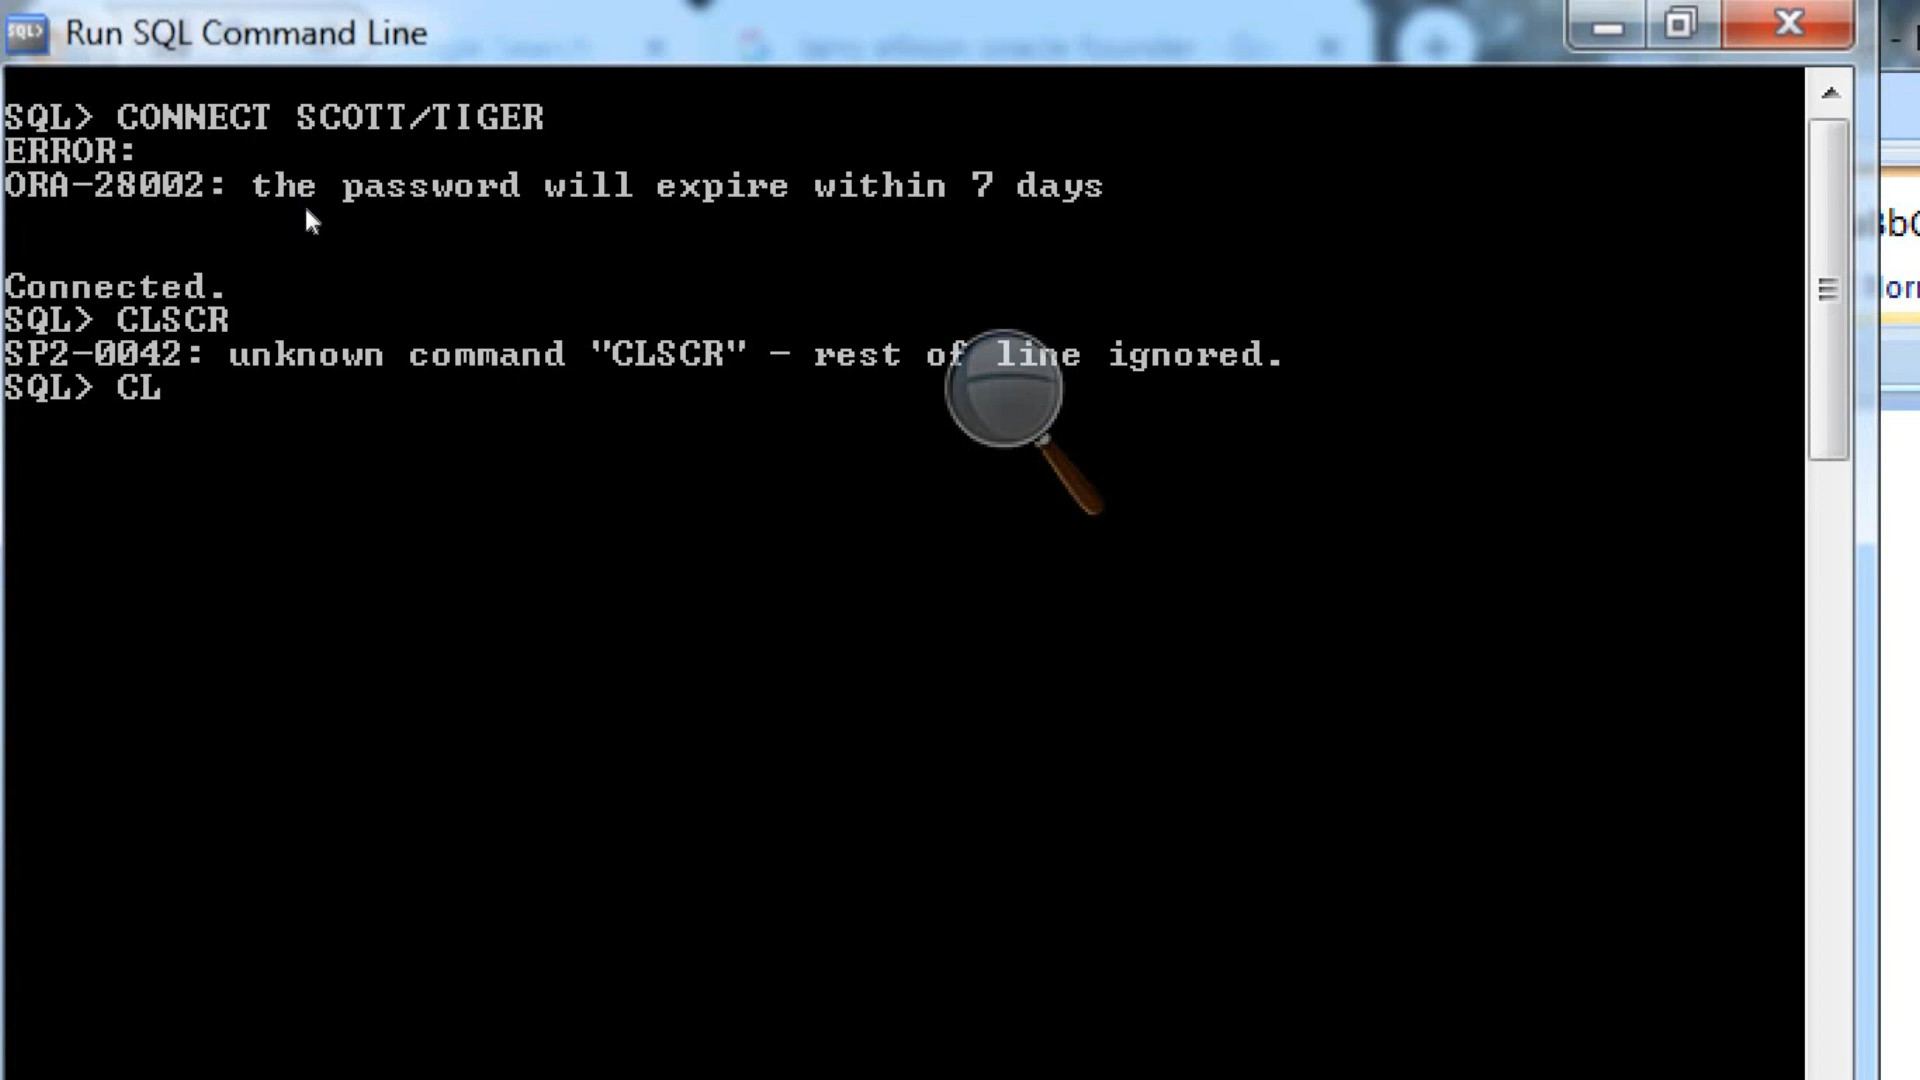 Run SQL Command Line
SQL> CONNECT SCOTT/TIGER
ERROR:
ORA-28002: the password will expire within 7 days
Connected.
SQL> CLSCR
SP2-0042: unknown command "CLSCR" - rest of line ignored.
SQL> CL